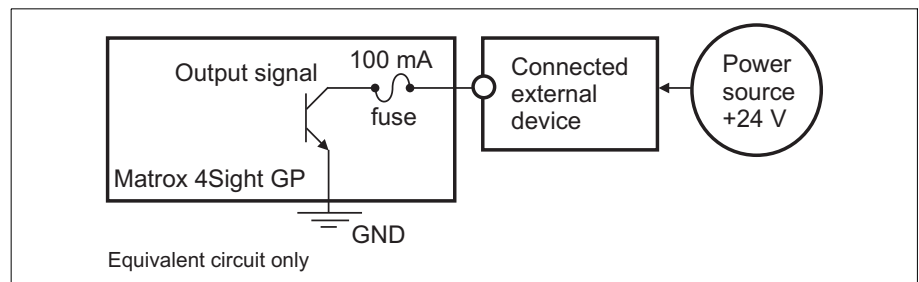 100 mA
Output signal
fuse
Matrox 4Sight GP
GND
Connected
external
device
Power
source
+24 V
Equivalent circuit only